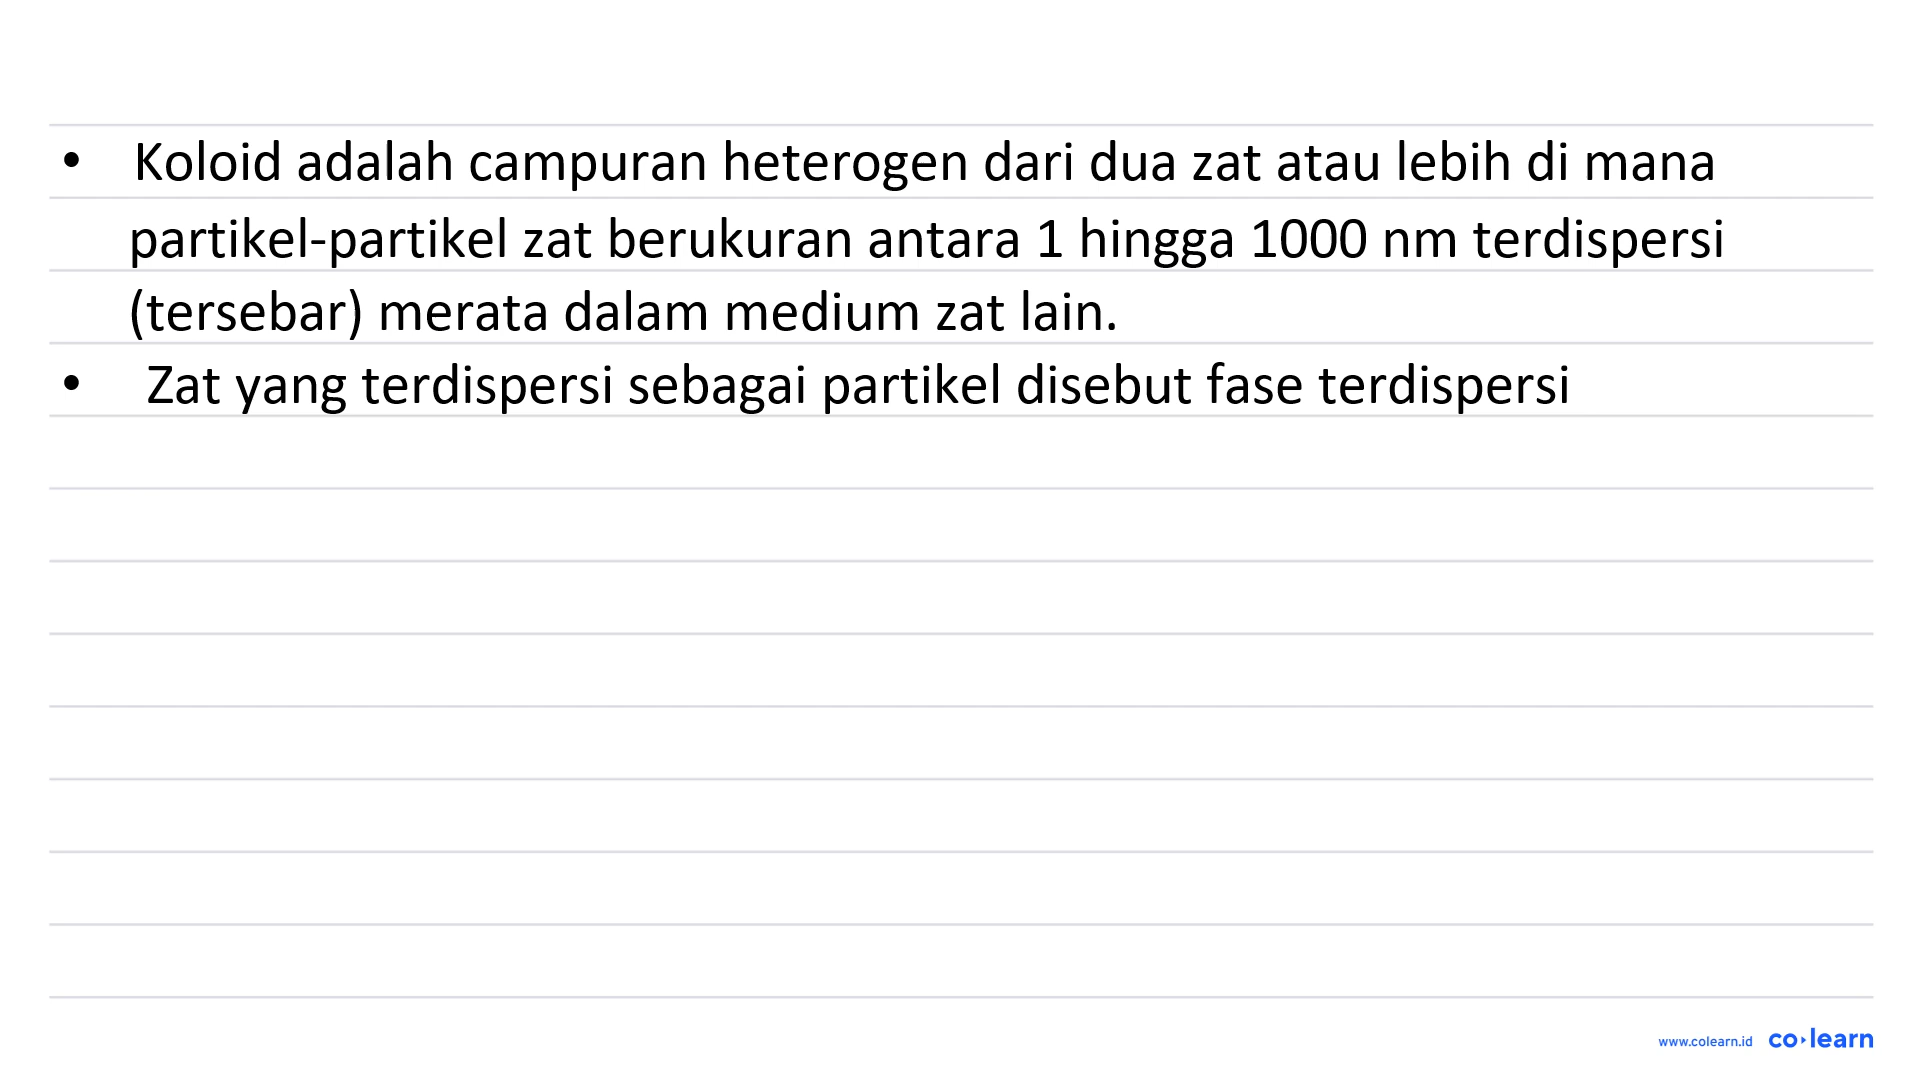 • Koloid adalah campuran heterogen dari dua zat atau lebih di mana
partikel-partikel zat berukuran antara 1 hingga 1000 nm terdispersi
(tersebar) merata dalam medium zat lain.
• Zat yang terdispersi sebagai partikel disebut fase terdispersi
www.colearn.id co learn